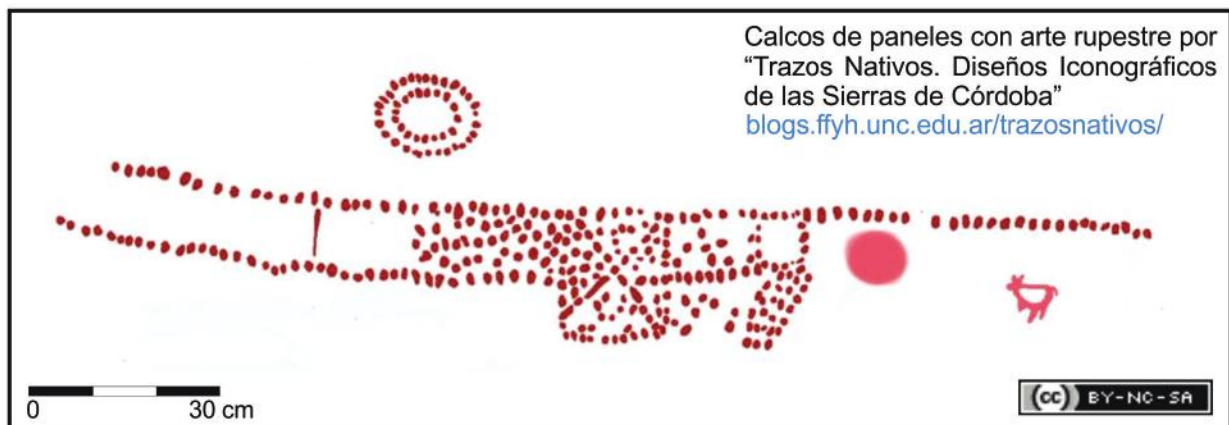 Calcos de paneles con arte rupestre por
“Trazos Nativos. Diseños Iconográficos
de las Sierras de Córdoba”
blogs.ffyh.unc.edu.ar/trazosnativos/
0 30 cm
(cc) BY-NC-SA